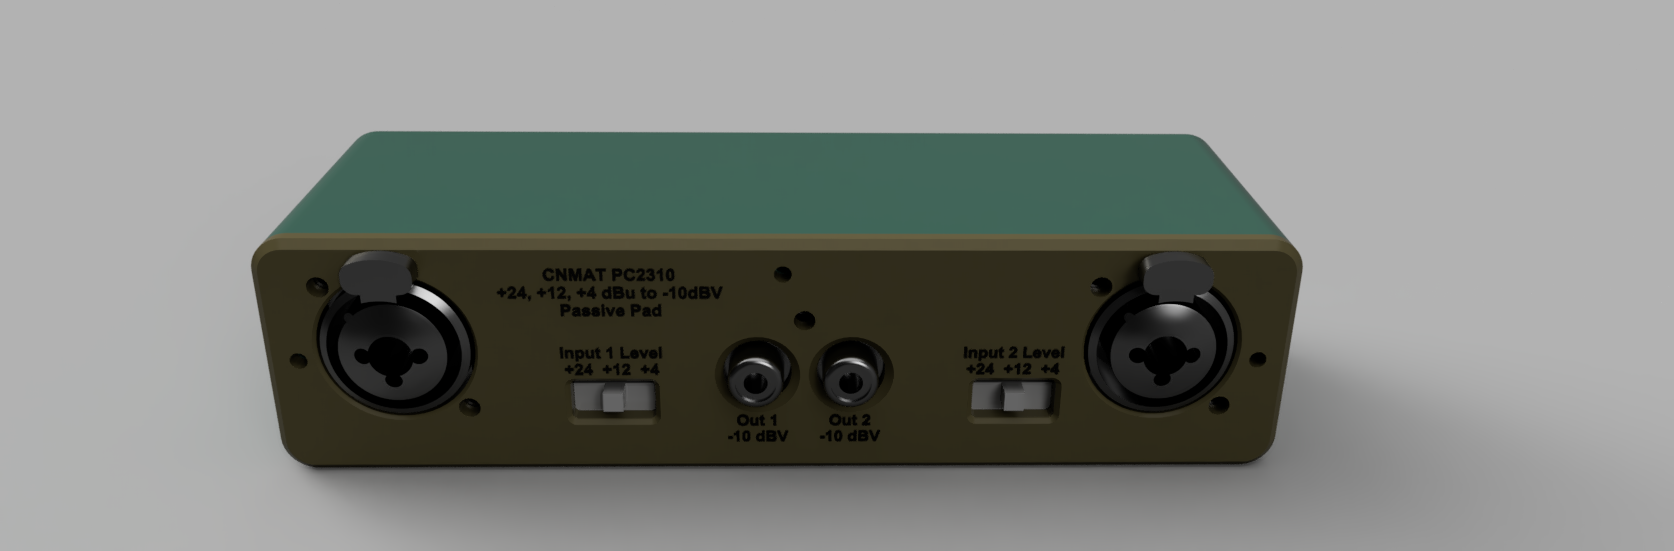 CNMAT PC2310
+24, +12, +4 dBu to -10dBV
Passive Pad
Input 1 Level
+24 +12 +4
Out 1
-10 dBV
Out 2
-10 dBV
Input 2 Level
+24 +12 +4